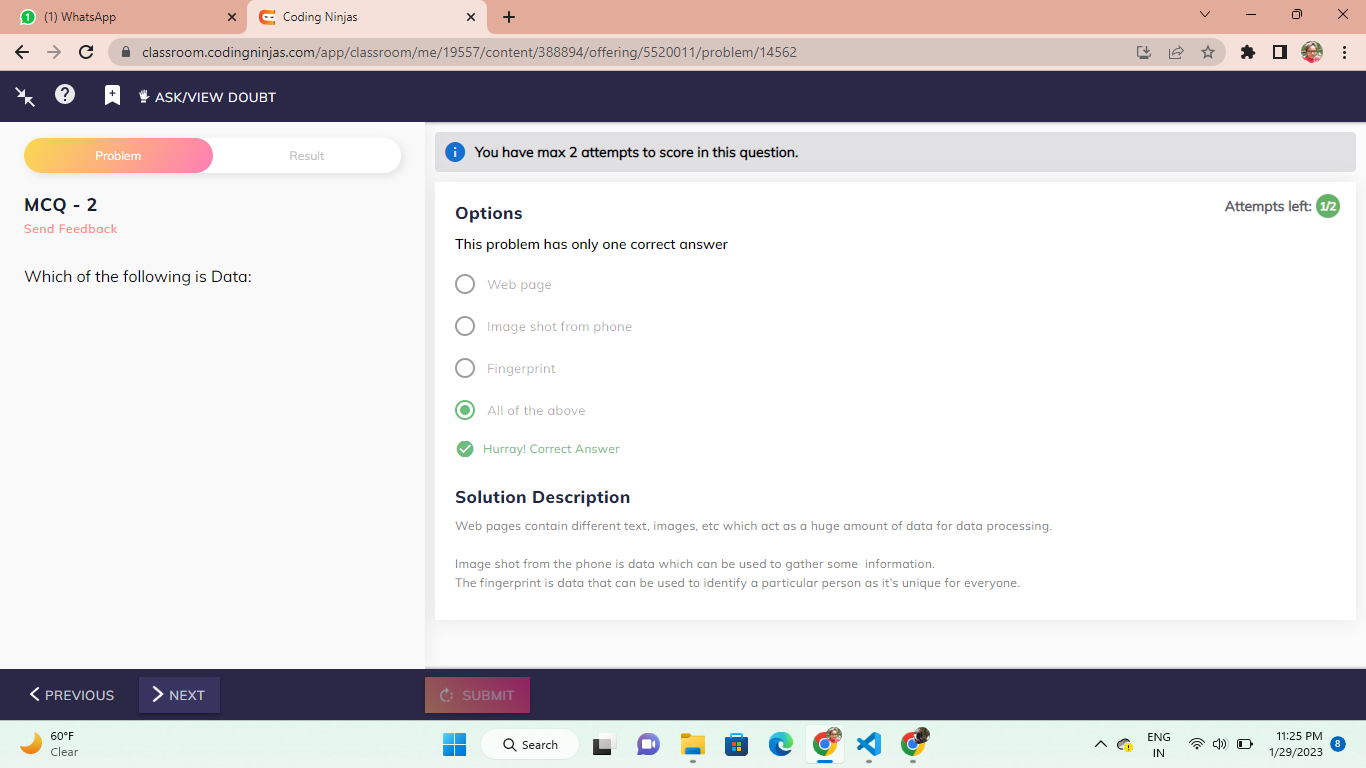 (1) WhatsApp
Coding Ninjas
classroom.codingninjas.com/app/classroom/me/19557/content/388894/offering/5520011/problem/14562
ASK/VIEW DOUBT
Problem
Result
You have max 2 attempts to score in this question.
MCQ - 2
Send Feedback
Which of the following is Data:
Options
Attempts left: 1/2
This problem has only one correct answer
Web page
Image shot from phone
Fingerprint
All of the above
Hurray! Correct Answer
Solution Description
Web pages contain different text, images, etc which act as a huge amount of data for data processing.
Image shot from the phone is data which can be used to gather some  information.
The fingerprint is data that can be used to identify a particular person as it's unique for everyone.
PREVIOUS
NEXT
SUBMIT
60°F
Clear
Search
ENG
IN
11:25 PM
1/29/2023
8